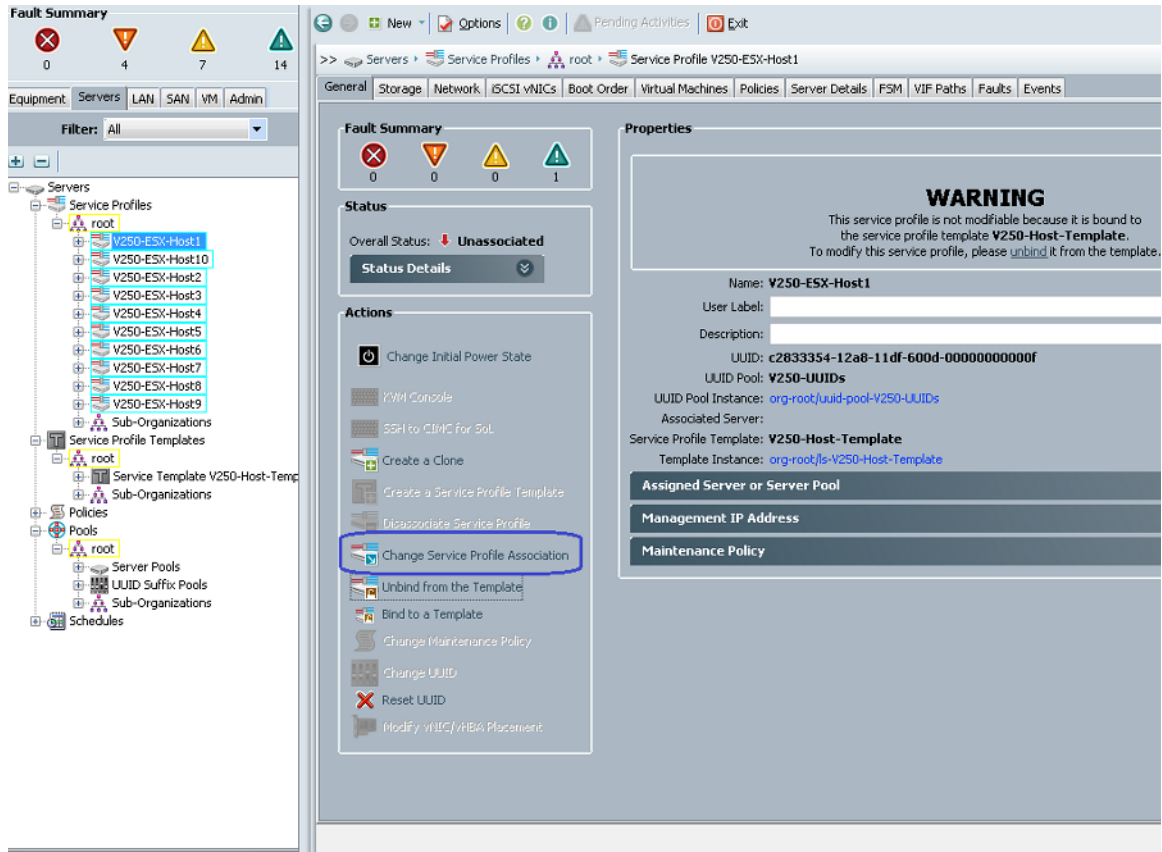 Fault Summary
0 4 7 14
Equipment Servers LAN SAN VM Admin
Filter: All
Servers
Service Profiles
root
V250-ESX-Host1
V250-ESX-Host10
V250-ESX-Host2
V250-ESX-Host3
V250-ESX-Host4
V250-ESX-Host5
V250-ESX-Host6
V250-ESX-Host7
V250-ESX-Host8
V250-ESX-Host9
Sub-Organizations
Service Profile Templates
root
Service Template V250-Host-Temp
Sub-Organizations
Policies
Pools
root
Server Pools
UUID Suffix Pools
Sub-Organizations
Schedules
New Options Pending Activities Exit
>> Servers Service Profiles root Service Profile V250-ESX-Host1
General Storage Network iSCSI vNICs Boot Order Virtual Machines Policies Server Details FSM VIF Paths Faults Events
Fault Summary
0 0 0 1
Status
Overall Status: Unassociated
Status Details
Actions
Change Initial Power State
KVM Console
SSH to CIMC for SoL
Create a Clone
Create a Service Profile Template
Disassociate Service Profile
Change Service Profile Association
Unbind from the Template
Bind to a Template
Change Maintenance Policy
Change UUID
Reset UUID
Modify vNIC/vHBA Placement
Properties
WARNING
This service profile is not modifiable because it is bound to
the service profile template V250-Host-Template.
To modify this service profile, please unbind it from the template.
Name: V250-ESX-Host1
User Label:
Description:
UUID: c2833354-12a8-11df-600d-00000000000f
UUID Pool: V250-UUIDs
UUID Pool Instance: org-root/uuid-pool-V250-UUIDs
Associated Server:
Service Profile Template: V250-Host-Template
Template Instance: org-root/ls-V250-Host-Template
Assigned Server or Server Pool
Management IP Address
Maintenance Policy